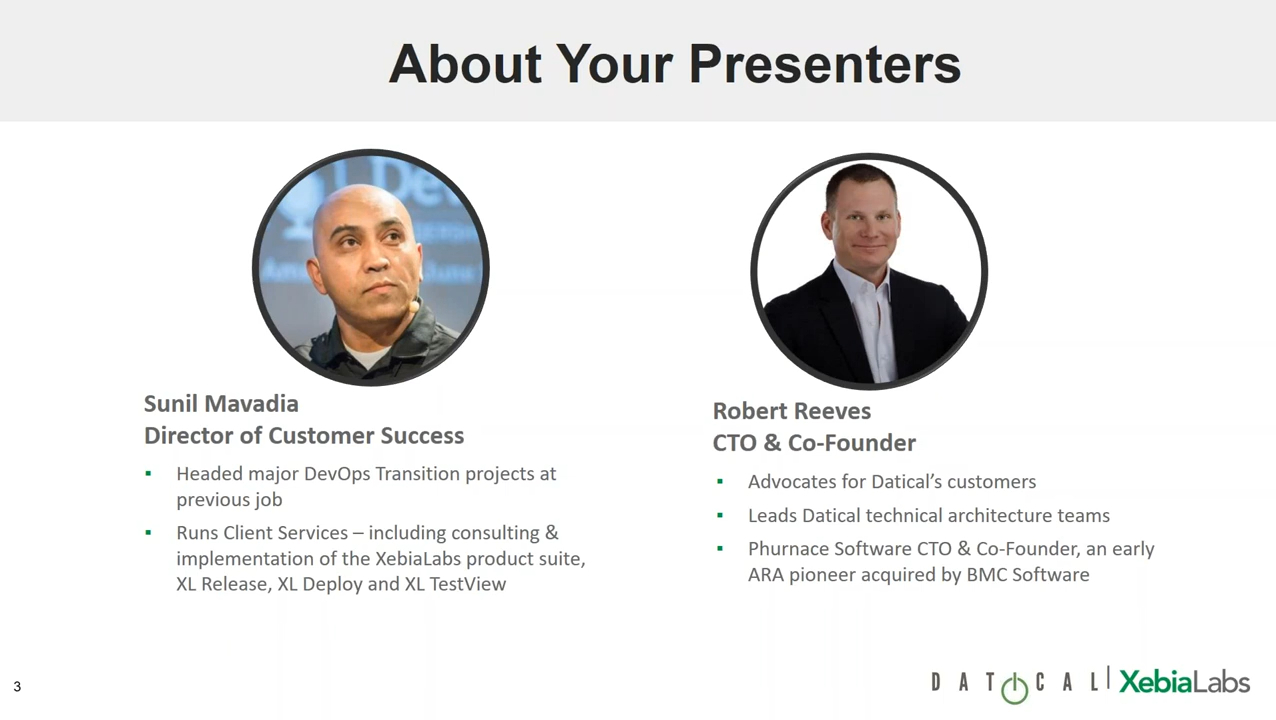 About Your Presenters
Sunil Mavadia
Director of Customer Success
▪ Headed major DevOps Transition projects at
previous job
▪ Runs Client Services – including consulting &
implementation of the XebiaLabs product suite,
XL Release, XL Deploy and XL TestView
Robert Reeves
CTO & Co-Founder
▪ Advocates for Datical’s customers
▪ Leads Datical technical architecture teams
▪ Phurnace Software CTO & Co-Founder, an early
ARA pioneer acquired by BMC Software
3
DATICAL | XebiaLabs